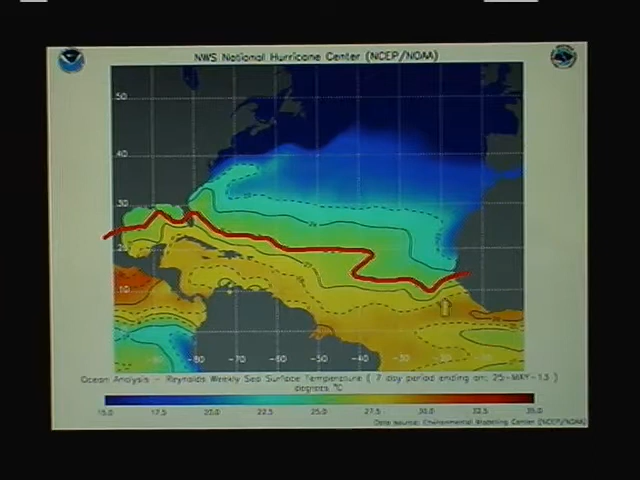 NWS National Hurricane Center (NCEP/NOAA)
50
40
30
20
10
-80 -70 -60 -50 -40 -30
Ocean Analysis - Reynolds Weekly Sea Surface Temperature ( 7 day period ending on: 25-MAY-13 )
degrees °C
15.0 17.5 20.0 22.5 25.0 27.5 30.0 32.5 35.0
Data source: Environmental Modeling Center (NCEP/NOAA)